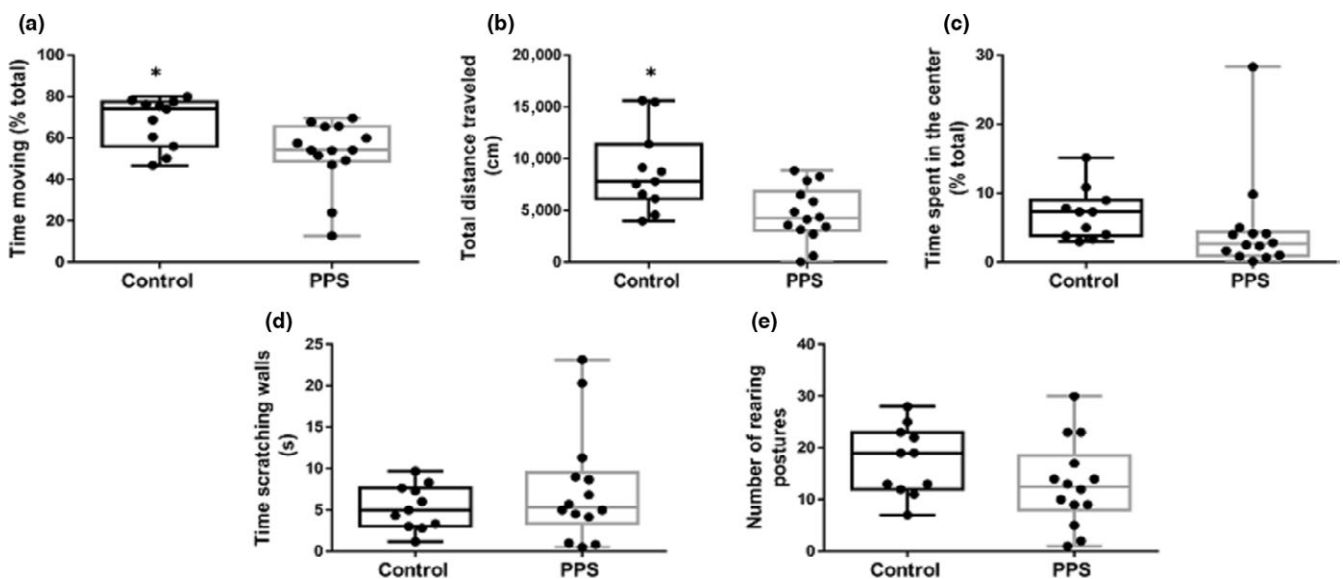 (a)
Time moving (% total)
100
80
60
40
20
0
*
Control
PPS
(b)
Total distance traveled
(cm)
20,000
15,000
10,000
5,000
0
*
Control
PPS
(c)
Time spent in the center
(% total)
30
20
10
0
Control
PPS
(d)
Time scratching walls
(s)
25
20
15
10
5
0
Control
PPS
(e)
Number of rearing
postures
40
30
20
10
0
Control
PPS